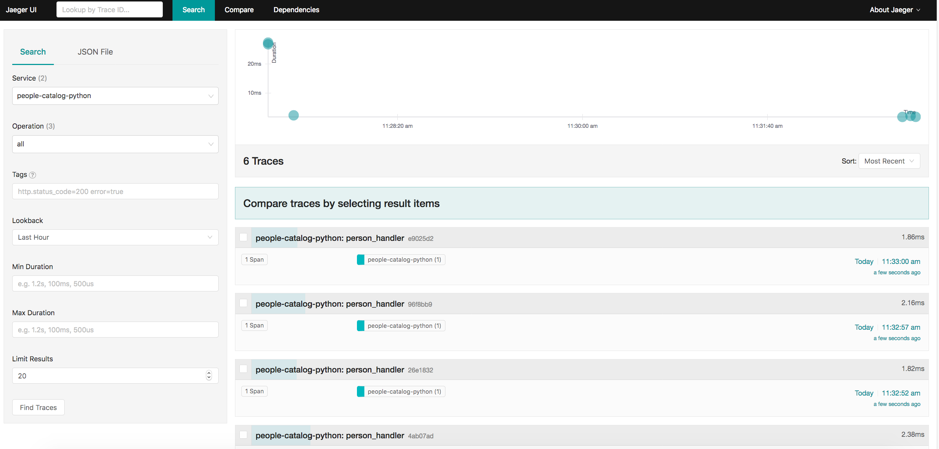 Jaeger UI Lookup by Trace ID... Search Compare Dependencies About Jaeger
Search JSON File
Service (2)
people-catalog-python
Operation (3)
all
Tags
http.status_code=200 error=true
Lookback
Last Hour
Min Duration
e.g. 1.2s, 100ms, 500us
Max Duration
e.g. 1.2s, 100ms, 500us
Limit Results
20
Find Traces
Duration
20ms
10ms
Time
11:28:20 am 11:30:00 am 11:31:40 am
6 Traces Sort: Most Recent
Compare traces by selecting result items
people-catalog-python: person_handler e9025d2 1.86ms
1 Span people-catalog-python (1) Today 11:33:00 am
a few seconds ago
people-catalog-python: person_handler 96f8bb9 2.16ms
1 Span people-catalog-python (1) Today 11:32:57 am
a few seconds ago
people-catalog-python: person_handler 26e1832 1.82ms
1 Span people-catalog-python (1) Today 11:32:52 am
a few seconds ago
people-catalog-python: person_handler 4ab07ad 2.38ms